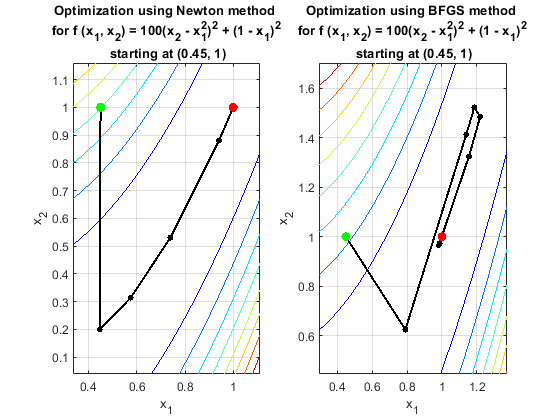 Optimization using Newton method
for f (x₁, x₂) = 100(x₂ - x₁²)² + (1 - x₁)²
starting at (0.45, 1)
1.1
1
0.9
0.8
0.7
0.6
0.5
0.4
0.3
0.2
0.1
x₂
0.4 0.6 0.8 1
x₁
Optimization using BFGS method
for f (x₁, x₂) = 100(x₂ - x₁²)² + (1 - x₁)²
starting at (0.45, 1)
1.6
1.4
1.2
1
0.8
0.6
x₂
0.4 0.6 0.8 1 1.2
x₁